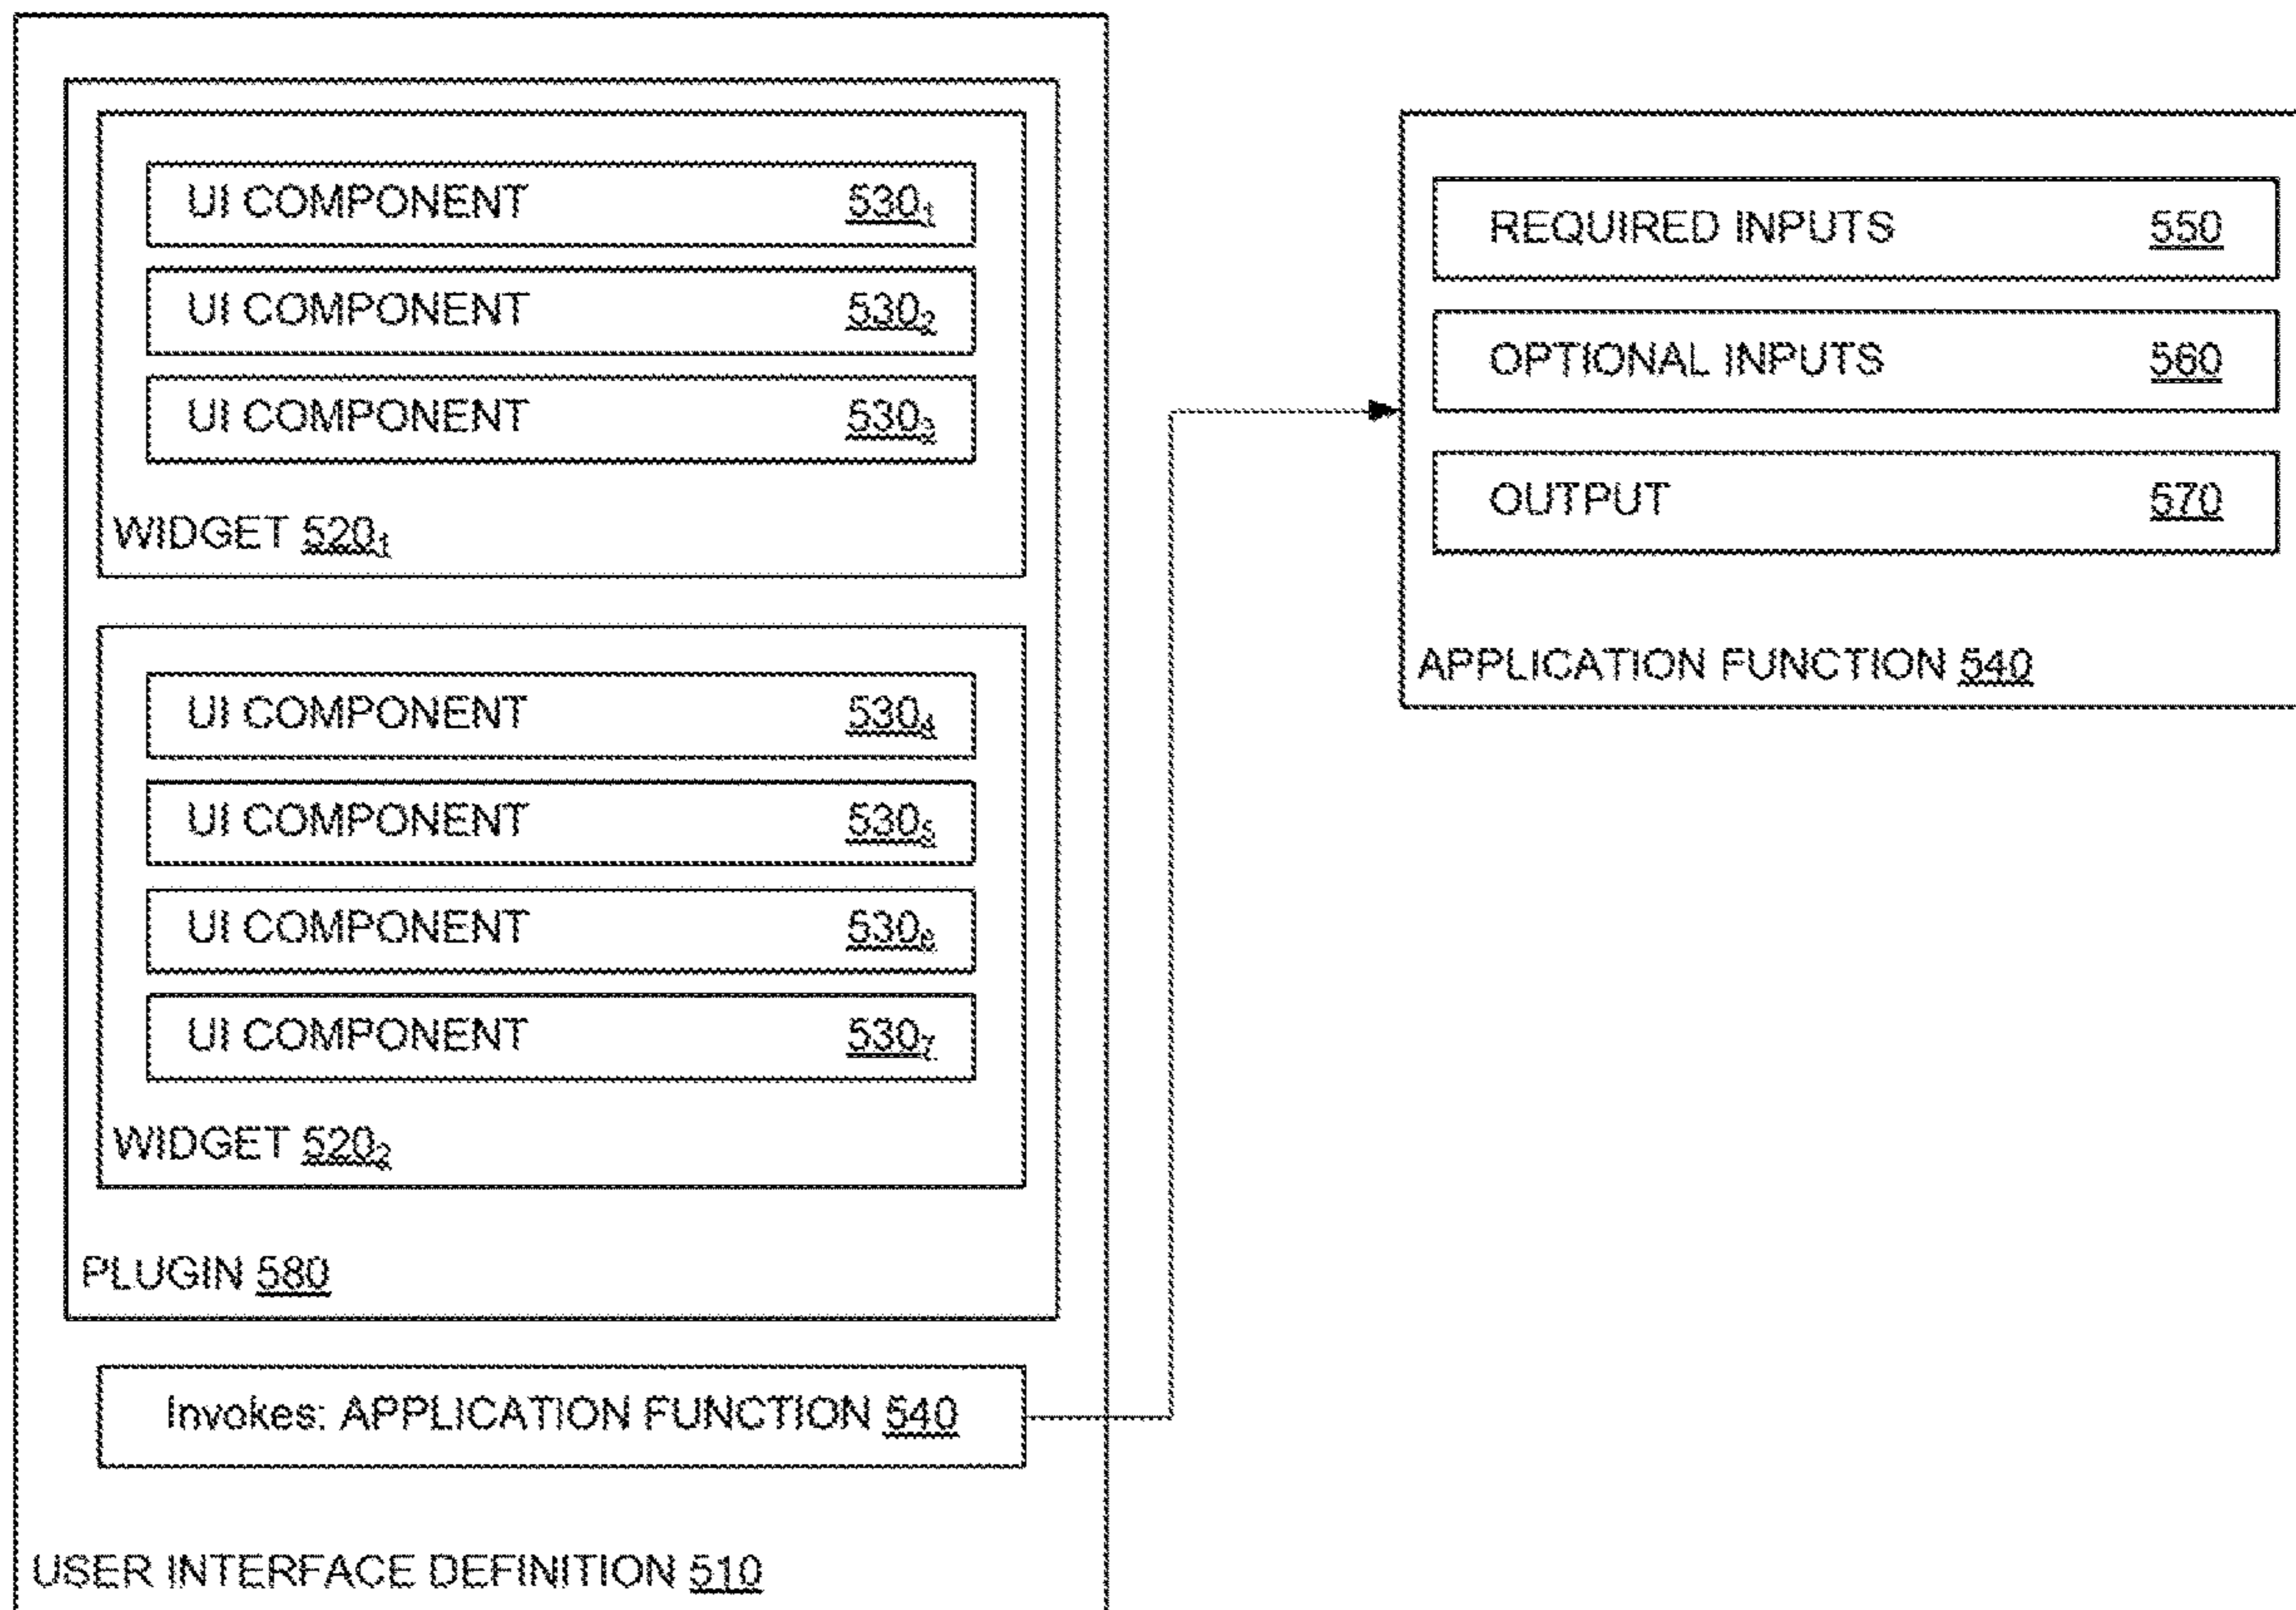 UI COMPONENT 530₁
UI COMPONENT 530₂
UI COMPONENT 530₃
WIDGET 520₁
UI COMPONENT 530₄
UI COMPONENT 530₅
UI COMPONENT 530₆
UI COMPONENT 530₇
WIDGET 520₂
PLUGIN 580
Invokes: APPLICATION FUNCTION 540
USER INTERFACE DEFINITION 510
REQUIRED INPUTS 550
OPTIONAL INPUTS 560
OUTPUT 570
APPLICATION FUNCTION 540